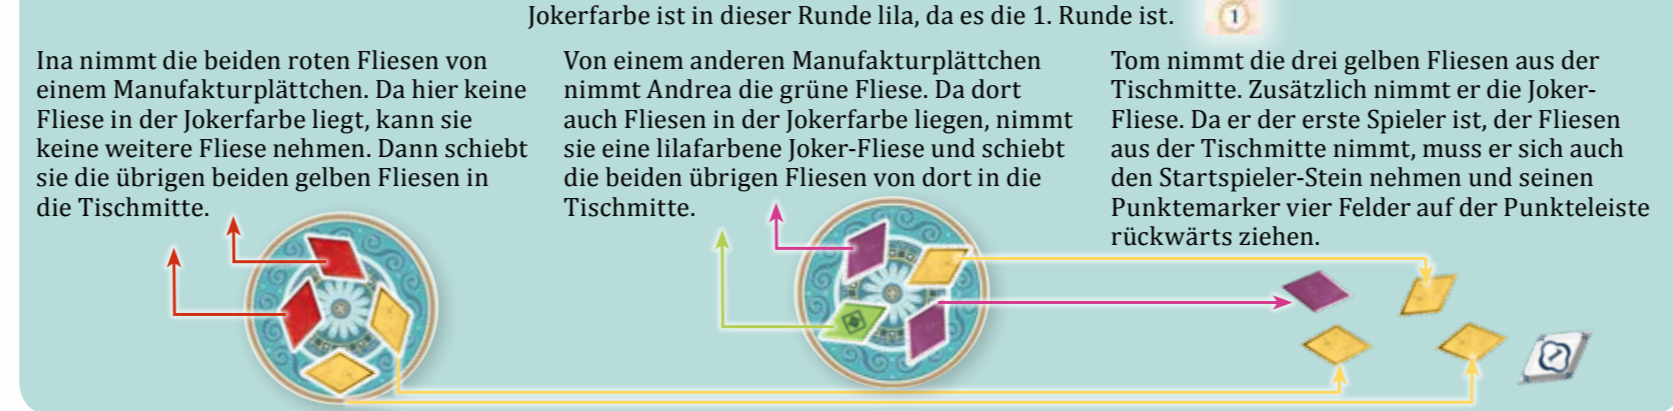 Jokerfarbe ist in dieser Runde lila, da es die 1. Runde ist.
1
Ina nimmt die beiden roten Fliesen von
einem Manufakturplättchen. Da hier keine
Fliese in der Jokerfarbe liegt, kann sie
keine weitere Fliese nehmen. Dann schiebt
sie die übrigen beiden gelben Fliesen in
die Tischmitte.
Von einem anderen Manufakturplättchen
nimmt Andrea die grüne Fliese. Da dort
auch Fliesen in der Jokerfarbe liegen, nimmt
sie eine lilafarbene Joker-Fliese und schiebt
die beiden übrigen Fliesen von dort in die
Tischmitte.
Tom nimmt die drei gelben Fliesen aus der
Tischmitte. Zusätzlich nimmt er die Joker-
Fliese. Da er der erste Spieler ist, der Fliesen
aus der Tischmitte nimmt, muss er sich auch
den Startspieler-Stein nehmen und seinen
Punktemarker vier Felder auf der Punkteleiste
rückwärts ziehen.
1